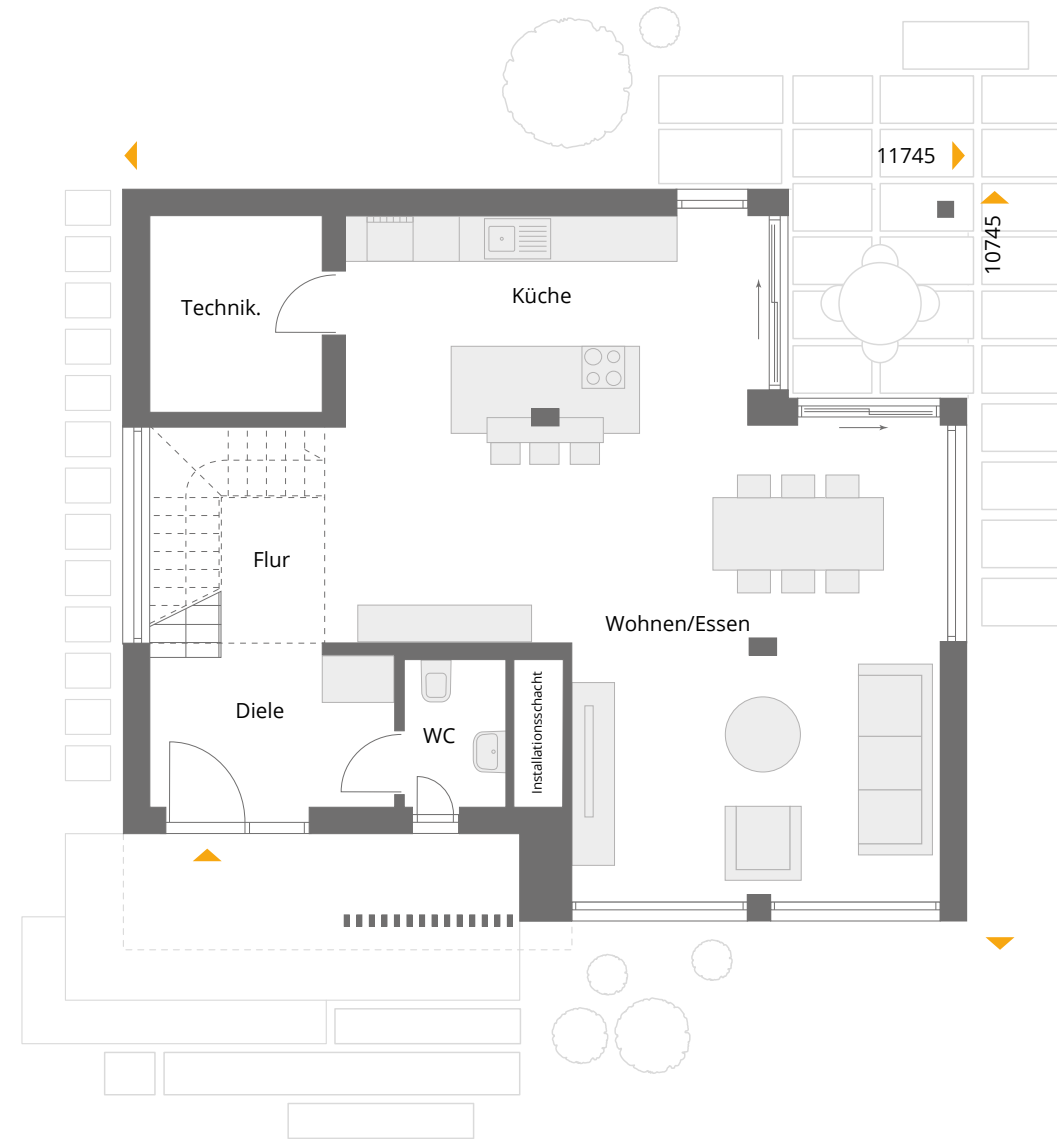 11745
10745
Küche
Technik.
Flur
Wohnen/Essen
Diele
WC
Installationsschacht